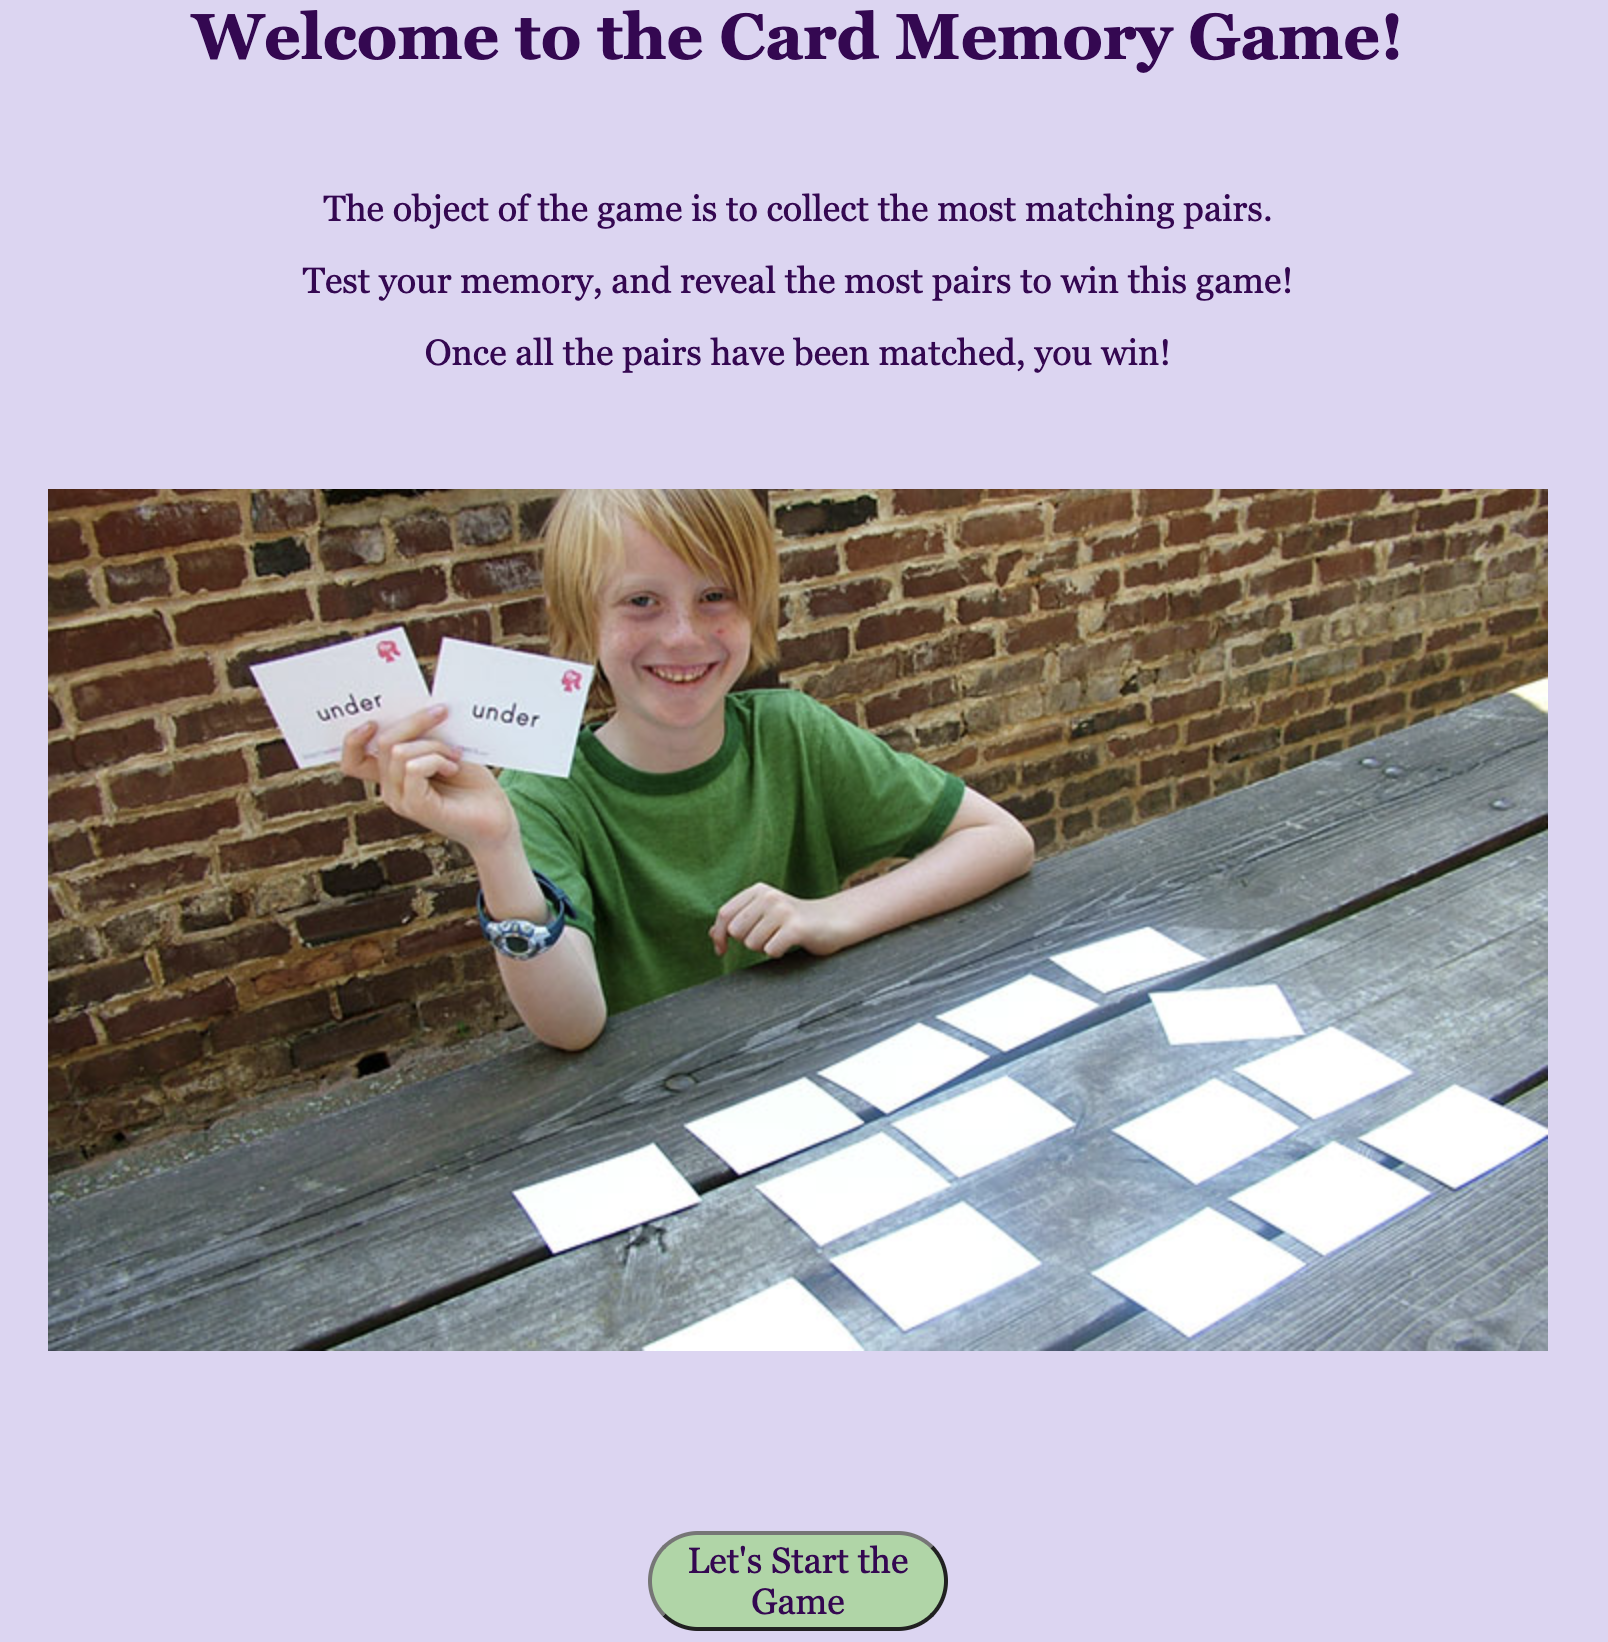 Welcome to the Card Memory Game!
The object of the game is to collect the most matching pairs.
Test your memory, and reveal the most pairs to win this game!
Once all the pairs have been matched, you win!
under
under
Let's Start the
Game